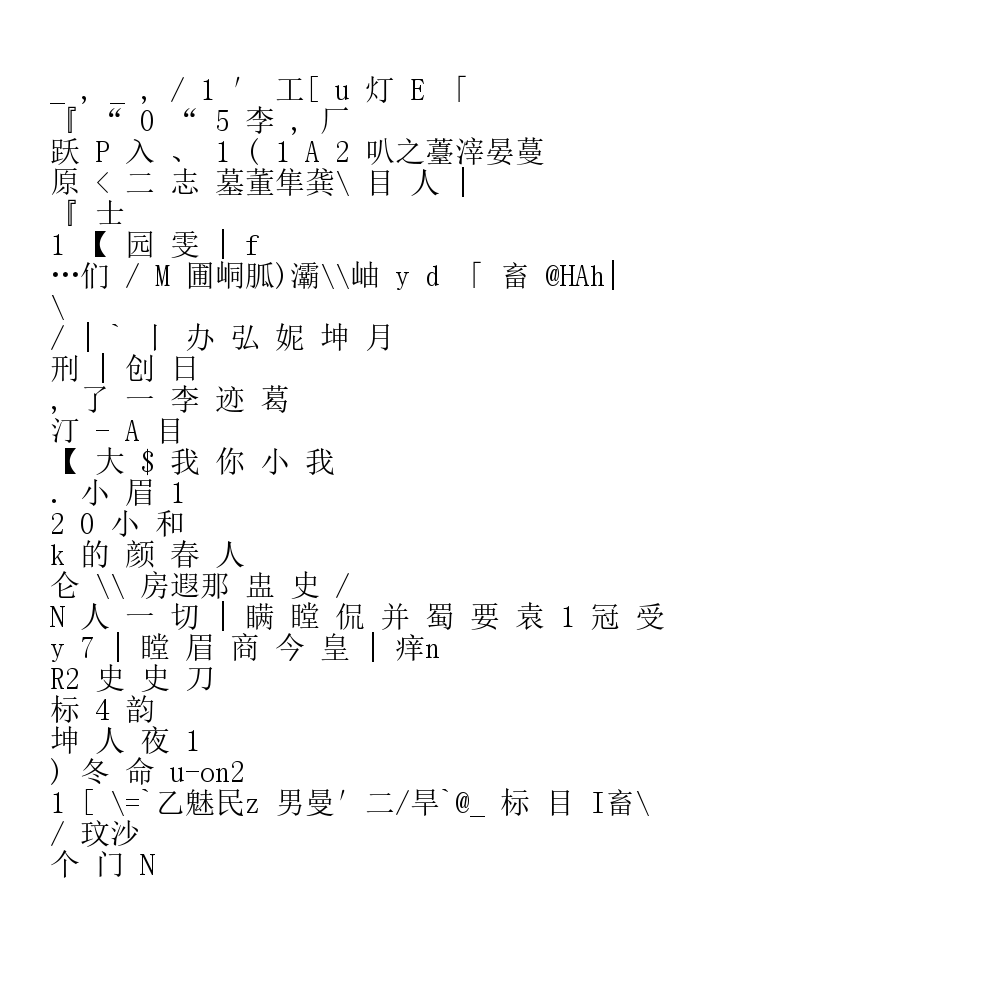 _ , _ , / 1 ′ 工[ u 灯 E 「
『 “ 0 “ 5 李 , 厂
跃 P 入 、 1 ( 1 A 2 叭之薹滓晏蔓
原 < 二 志 墓董隼龚\ 目 人 |
『 士
1 【 园 雯 | f
…们 / M 圃峒胍)灞\\岫 y d 「 畜 @HAh|
\
/ | ` | 办 弘 妮 坤 月
刑 | 创 日
, 了 一 李 迹 葛
汀 - A 目
【 大 $ 我 你 小 我
. 小 眉 1
2 0 小 和
k 的 颜 春 人
仑 \\ 房遐那 盅 史 /
N 人 一 切 | 瞒 瞠 侃 并 蜀 要 袁 1 冠 受
y 7 | 瞠 眉 商 今 皇 | 痒n
R2 史 史 刀
标 4 韵
坤 人 夜 1
) 冬 命 u-on2
1 [ \=`乙魅民z 男曼′二/旱`@_ 标 目 I畜\
/ 玟沙
个 门 N